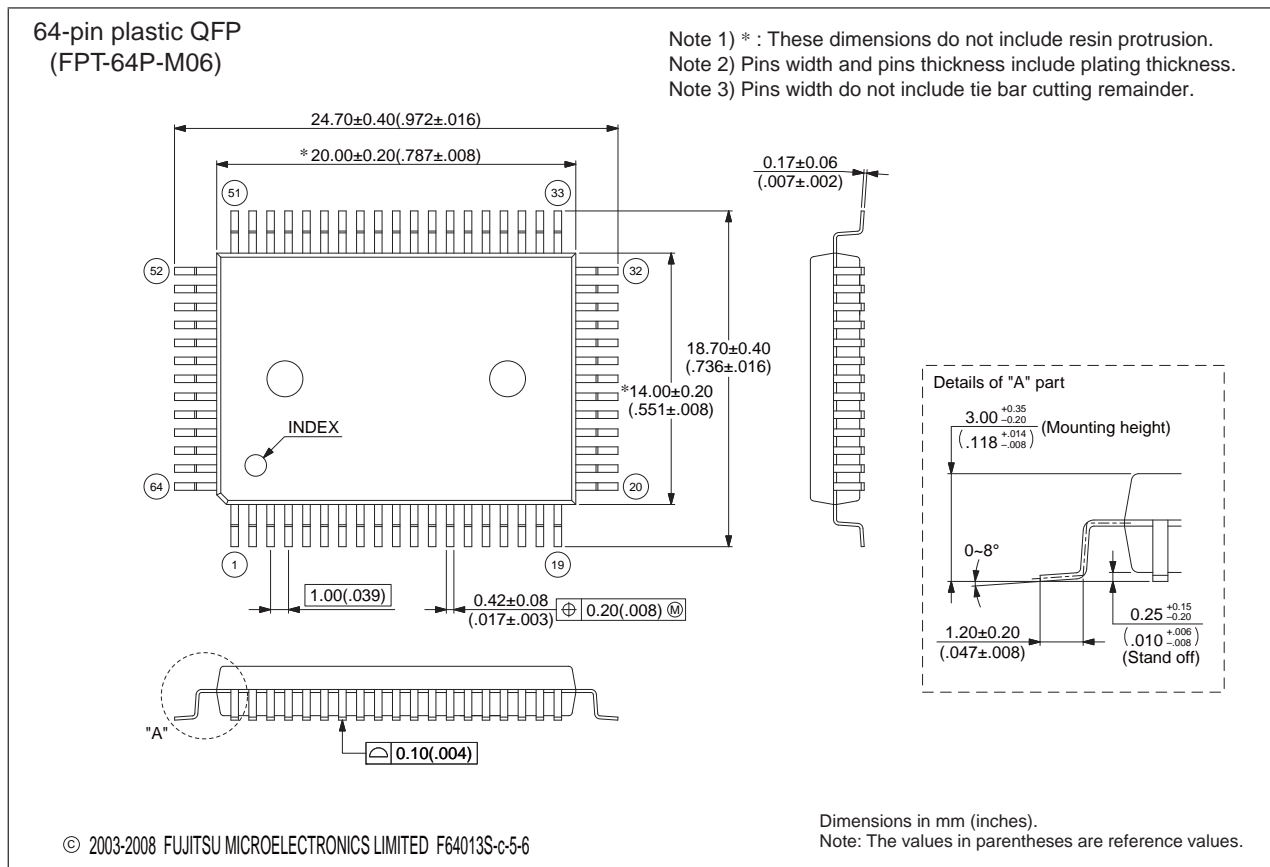 64-pin plastic QFP
(FPT-64P-M06)
Note 1) * : These dimensions do not include resin protrusion.
Note 2) Pins width and pins thickness include plating thickness.
Note 3) Pins width do not include tie bar cutting remainder.
24.70±0.40(.972±.016)
*20.00±0.20(.787±.008)
0.17±0.06
(.007±.002)
51
33
52
32
18.70±0.40
(.736±.016)
*14.00±0.20
(.551±.008)
INDEX
64
20
1
19
1.00(.039)
0.42±0.08
(.017±.003)
⌖ 0.20(.008) Ⓜ
Details of "A" part
3.00 +0.35 –0.20
(.118 +.014 –.008)
(Mounting height)
0~8°
1.20±0.20
(.047±.008)
0.25 +0.15 –0.20
(.010 +.006 –.008)
(Stand off)
"A"
⌓ 0.10(.004)
© 2003-2008 FUJITSU MICROELECTRONICS LIMITED F64013S-c-5-6
Dimensions in mm (inches).
Note: The values in parentheses are reference values.